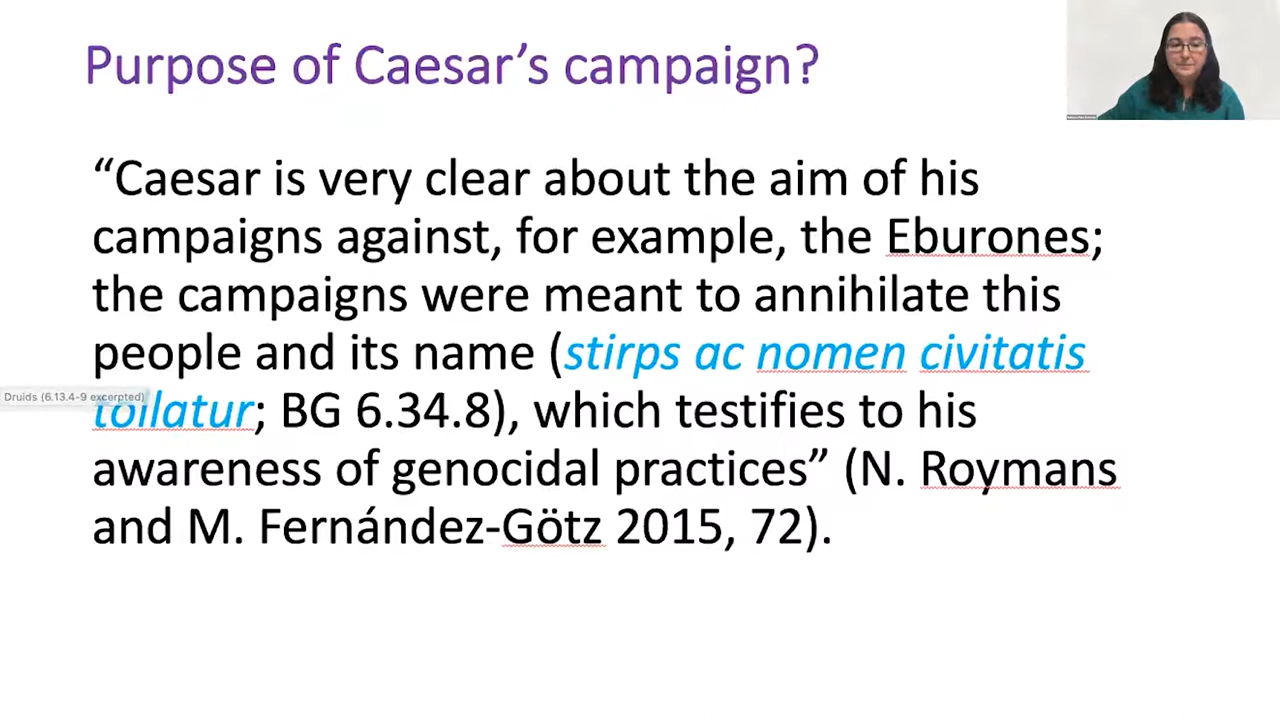 Purpose of Caesar’s campaign?
“Caesar is very clear about the aim of his
campaigns against, for example, the Eburones;
the campaigns were meant to annihilate this
people and its name (stirps ac nomen civitatis
Druids (6.13.4-9 excerpted)
tollatur; BG 6.34.8), which testifies to his
awareness of genocidal practices” (N. Roymans
and M. Fernández-Götz 2015, 72).